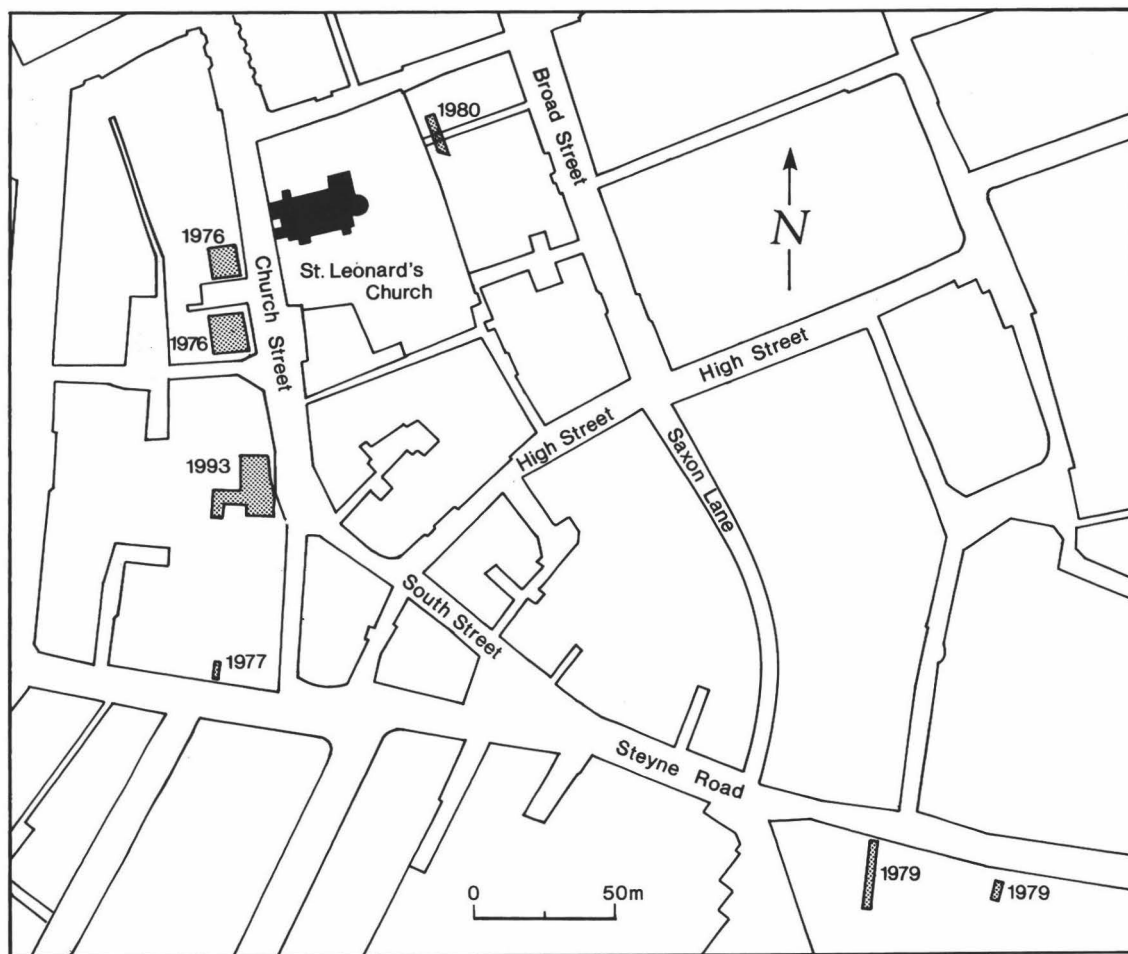 1980
Broad Street
N
1976
St. Leonard's
Church
Church Street
1976
High Street
High Street
Saxon Lane
1993
South Street
1977
Steyne Road
0 50m
1979
1979